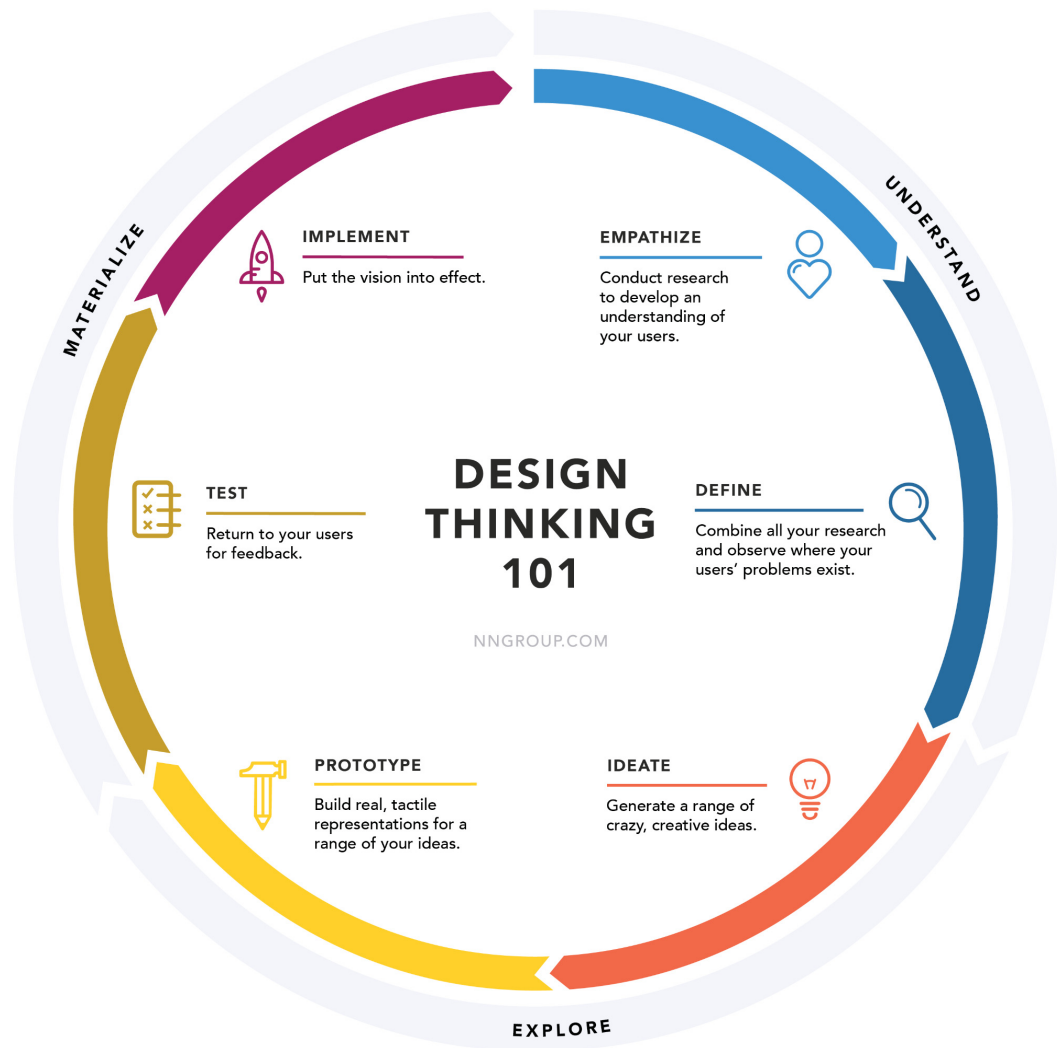 DESIGN
THINKING
101
NNGROUP.COM
UNDERSTAND
EMPATHIZE
Conduct research
to develop an
understanding of
your users.
DEFINE
Combine all your research
and observe where your
users' problems exist.
EXPLORE
IDEATE
Generate a range of
crazy, creative ideas.
PROTOTYPE
Build real, tactile
representations for a
range of your ideas.
MATERIALIZE
TEST
Return to your users
for feedback.
IMPLEMENT
Put the vision into effect.